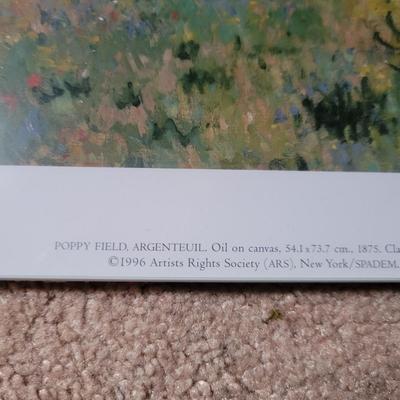 POPPY FIELD, ARGENTEUIL. Oil on canvas, 54.1 x 73.7 cm., 1875. Cla
©1996 Artists Rights Society (ARS), New York/SPADEM.